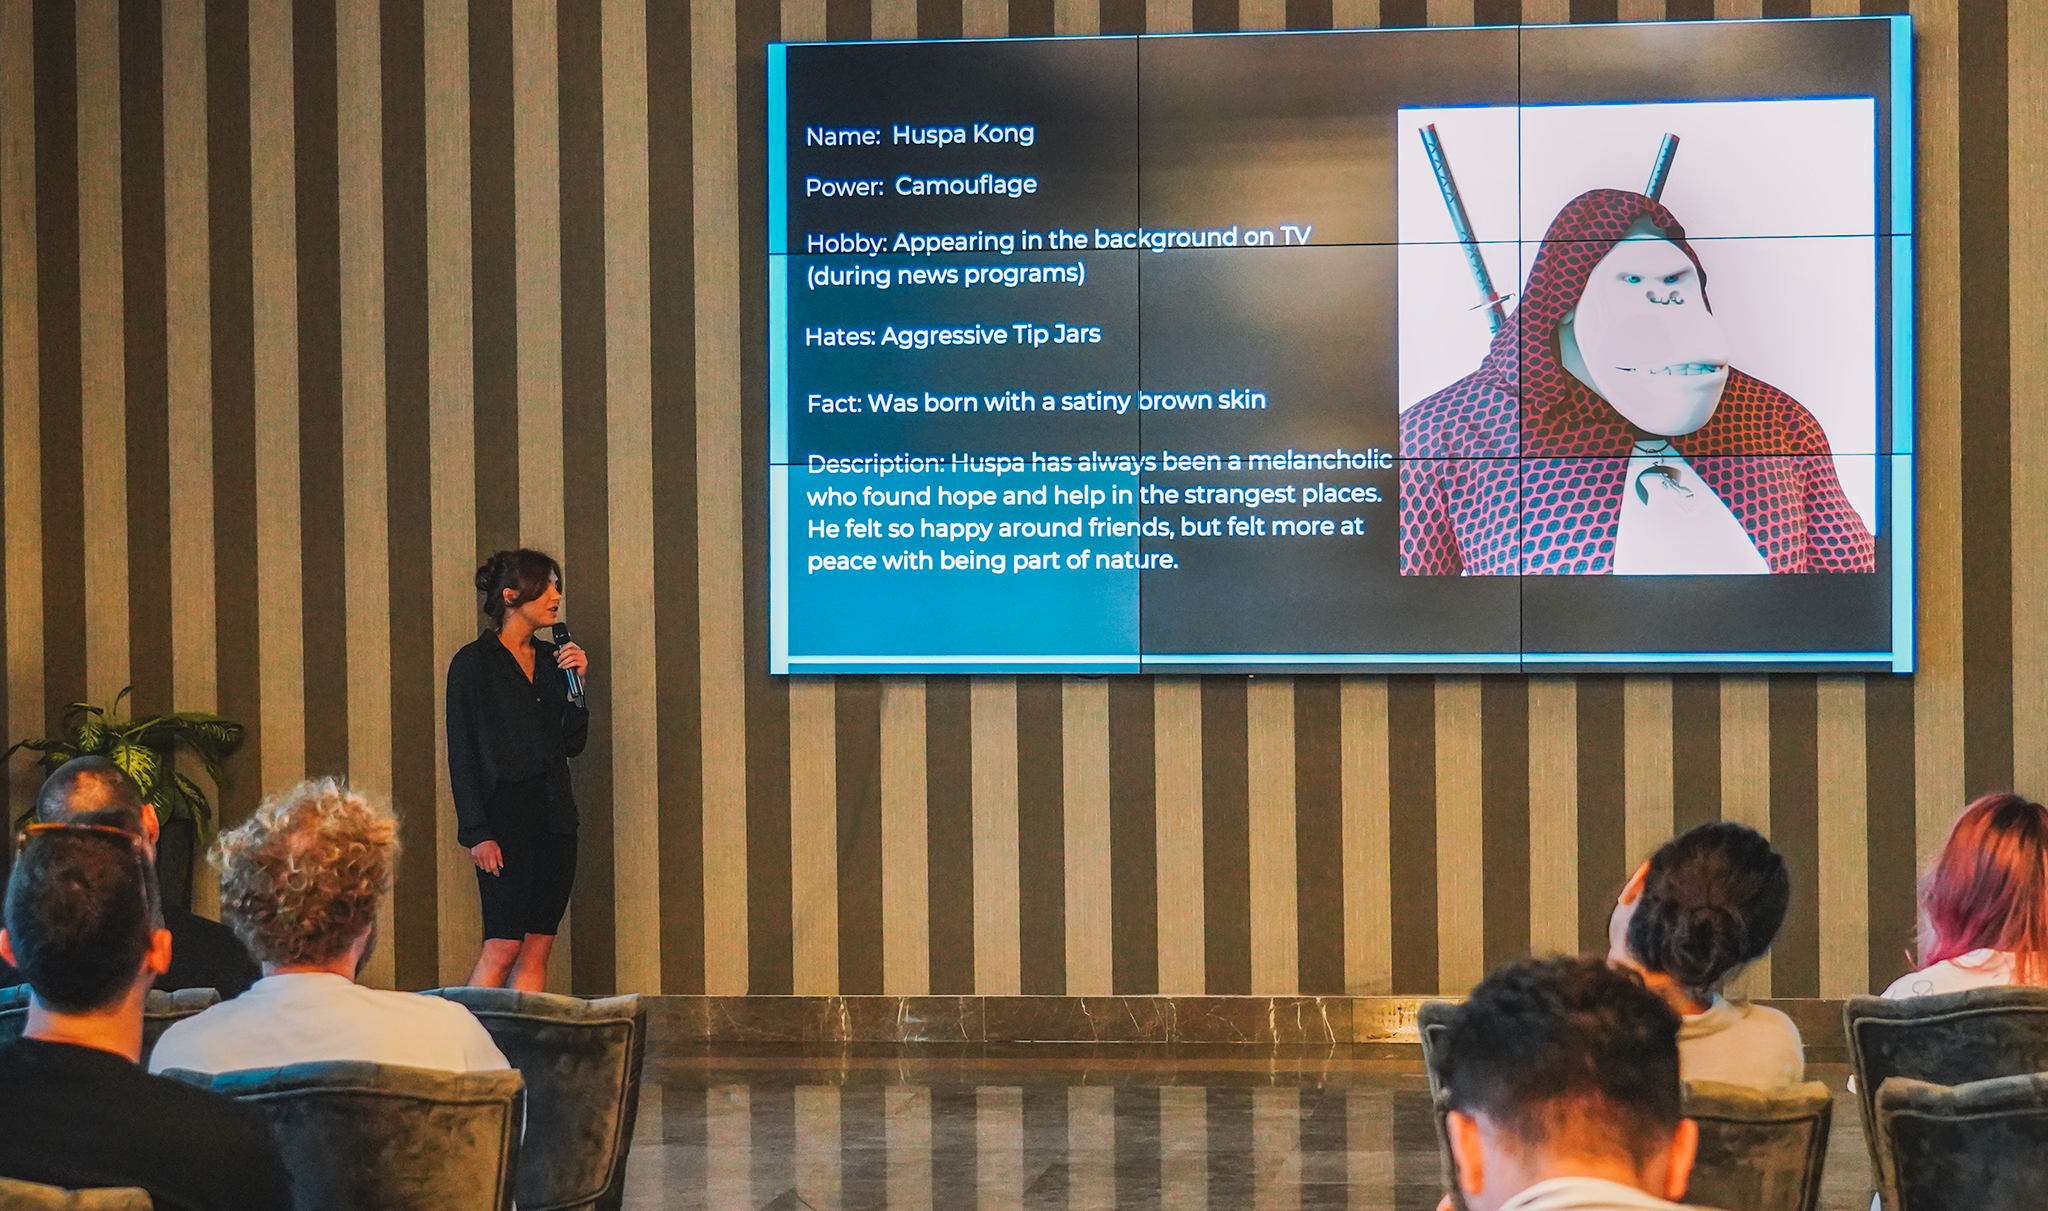 Name: Huspa Kong
Power: Camouflage
Hobby: Appearing in the background on TV
(during news programs)
Hates: Aggressive Tip Jars
Fact: Was born with a satiny brown skin
Description: Huspa has always been a melancholic
who found hope and help in the strangest places.
He felt so happy around friends, but felt more at
peace with being part of nature.